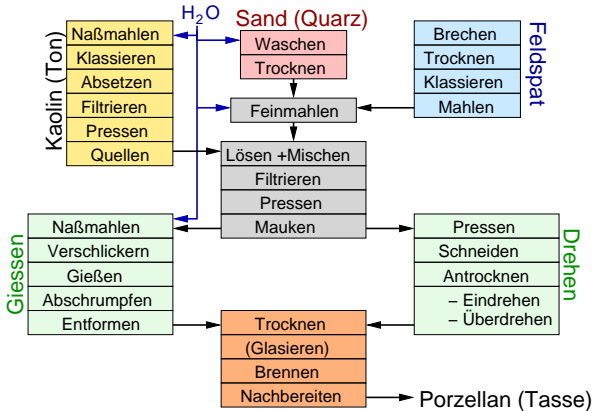 H₂O
Sand (Quarz)
Kaolin (Ton)
Naßmahlen
Klassieren
Absetzen
Filtrieren
Pressen
Quellen
Waschen
Trocknen
Feldspat
Brechen
Trocknen
Klassieren
Mahlen
Feinmahlen
Lösen +Mischen
Filtrieren
Pressen
Mauken
Giessen
Naßmahlen
Verschlickern
Gießen
Abschrumpfen
Entformen
Drehen
Pressen
Schneiden
Antrocknen
– Eindrehen
– Überdrehen
Trocknen
(Glasieren)
Brennen
Nachbereiten
Porzellan (Tasse)